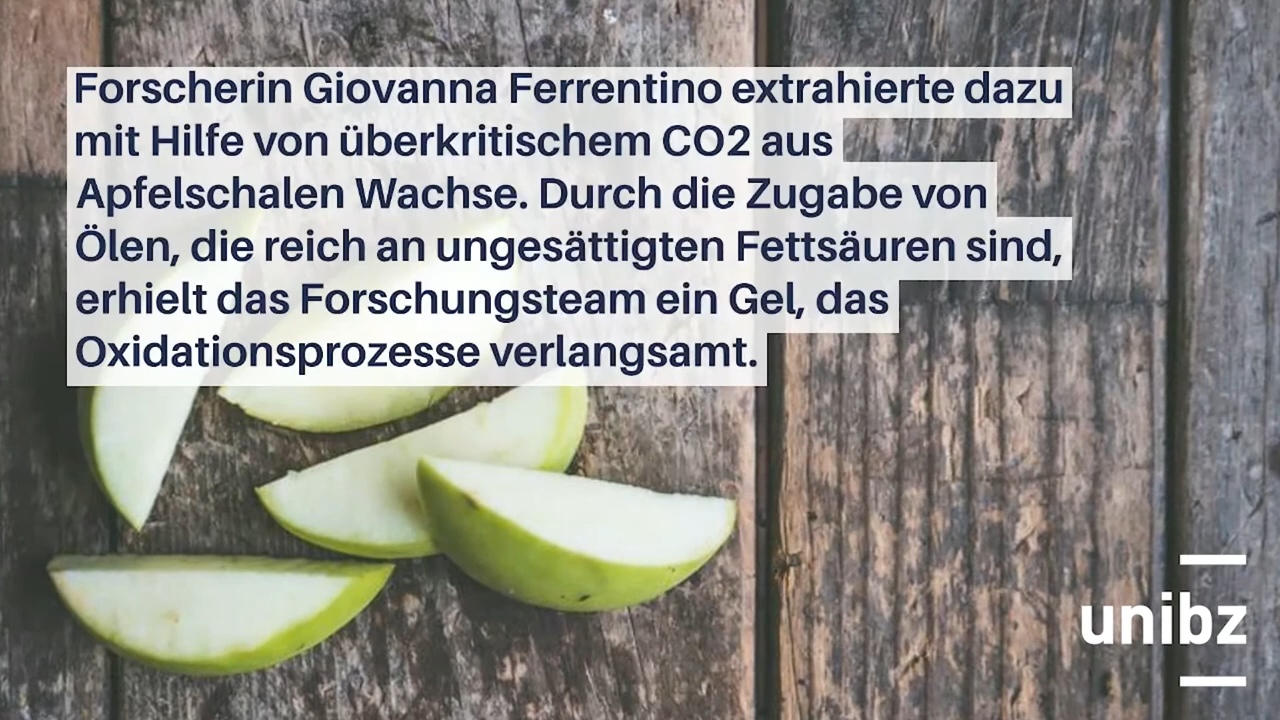 Forscherin Giovanna Ferrentino extrahierte dazu
mit Hilfe von überkritischem CO2 aus
Apfelschalen Wachse. Durch die Zugabe von
Ölen, die reich an ungesättigten Fettsäuren sind,
erhielt das Forschungsteam ein Gel, das
Oxidationsprozesse verlangsamt.
unibz